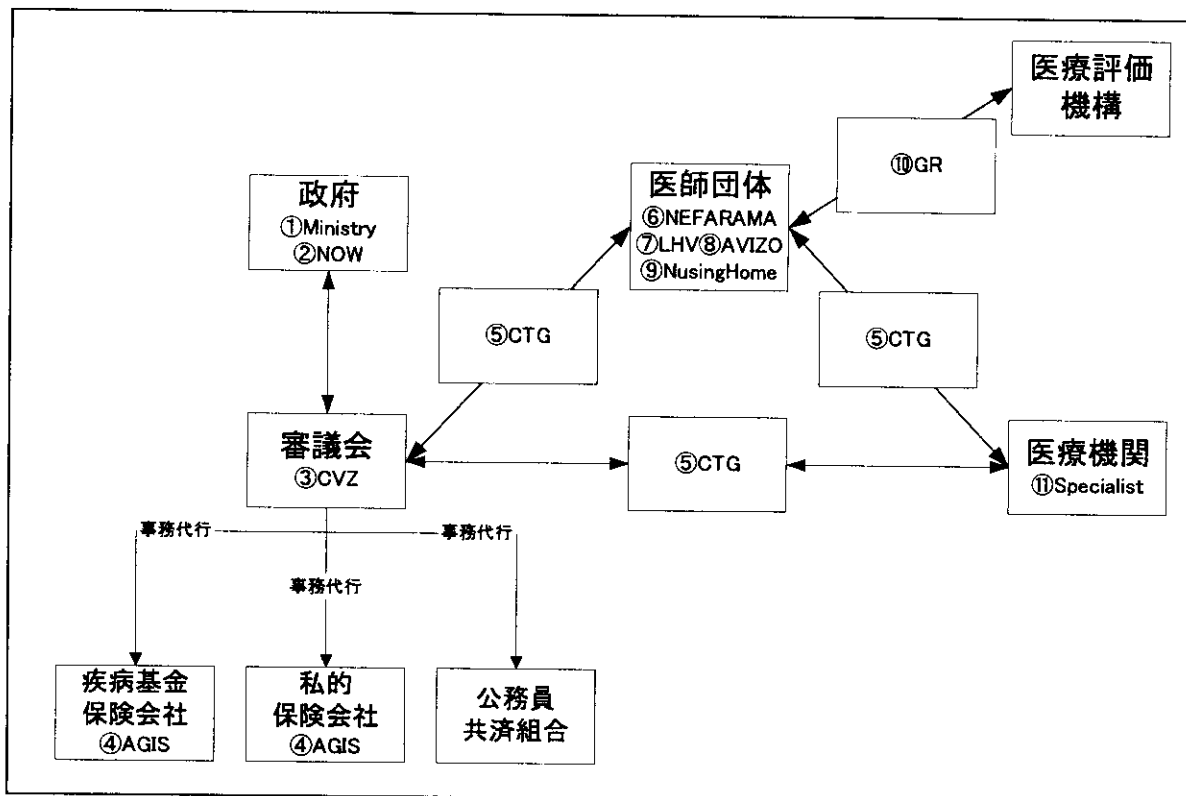 医療評価
機構
⑩GR
政府
①Ministry
②NOW
医師団体
⑥NEFARAMA
⑦LHV⑧AVIZO
⑨NusingHome
⑤CTG
⑤CTG
審議会
③CVZ
⑤CTG
医療機関
⑪Specialist
事務代行
事務代行
事務代行
疾病基金
保険会社
④AGIS
私的
保険会社
④AGIS
公務員
共済組合